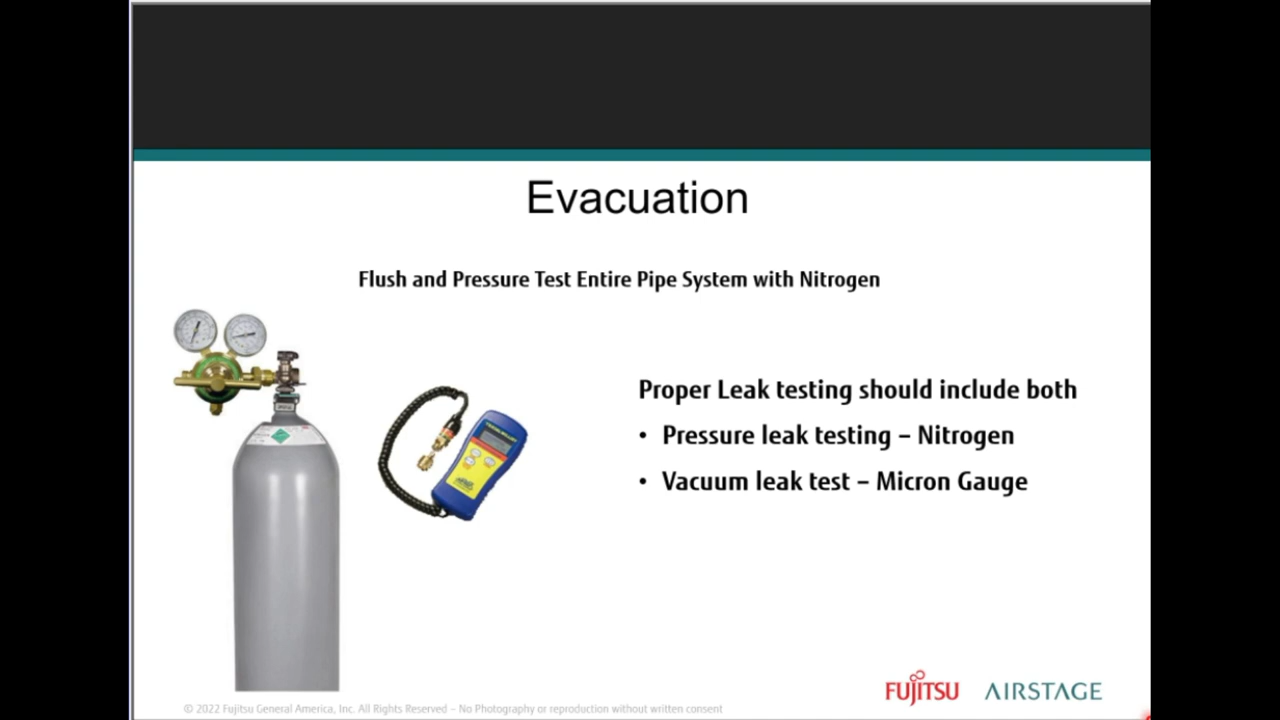 Evacuation
Flush and Pressure Test Entire Pipe System with Nitrogen
Proper Leak testing should include both
• Pressure leak testing – Nitrogen
• Vacuum leak test – Micron Gauge
FUJITSU AIRSTAGE
© 2022 Fujitsu General America, Inc. All Rights Reserved – No Photography or reproduction without written consent